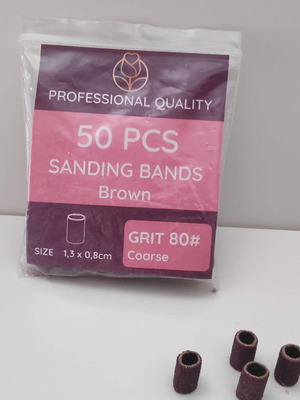 PROFESSIONAL QUALITY
50 PCS
SANDING BANDS
Brown
SIZE 1,3 x 0,8cm
GRIT 80#
Coarse